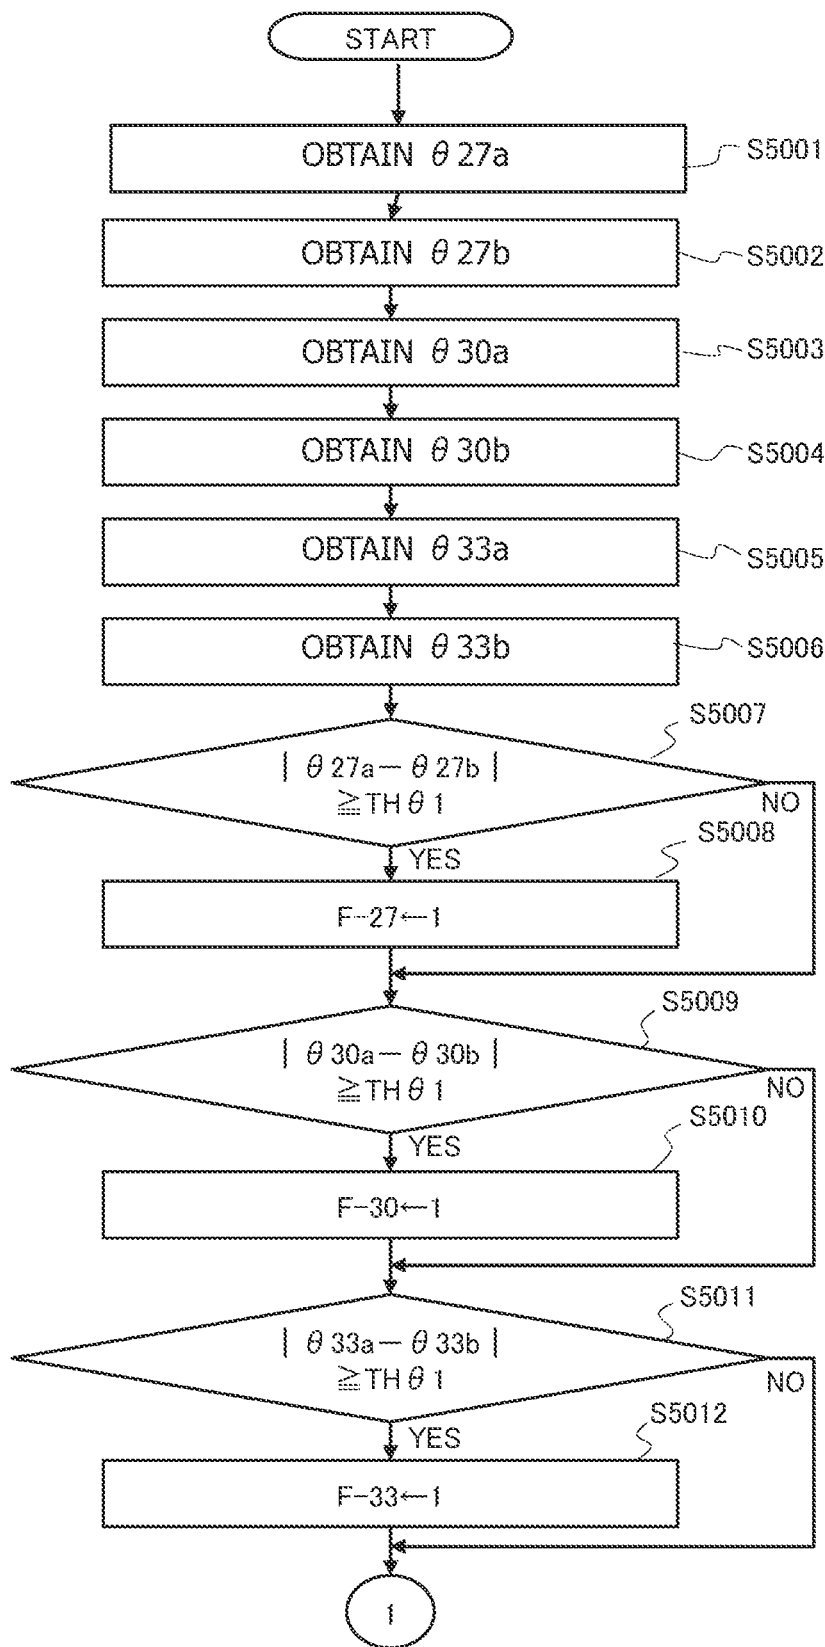 START
OBTAIN θ27a
S5001
OBTAIN θ27b
S5002
OBTAIN θ30a
S5003
OBTAIN θ30b
S5004
OBTAIN θ33a
S5005
OBTAIN θ33b
S5006
S5007
| θ27a−θ27b |
≧THθ1
NO
YES
S5008
F-27←1
S5009
| θ30a−θ30b |
≧THθ1
NO
YES
S5010
F-30←1
S5011
| θ33a−θ33b |
≧THθ1
NO
YES
S5012
F-33←1
1